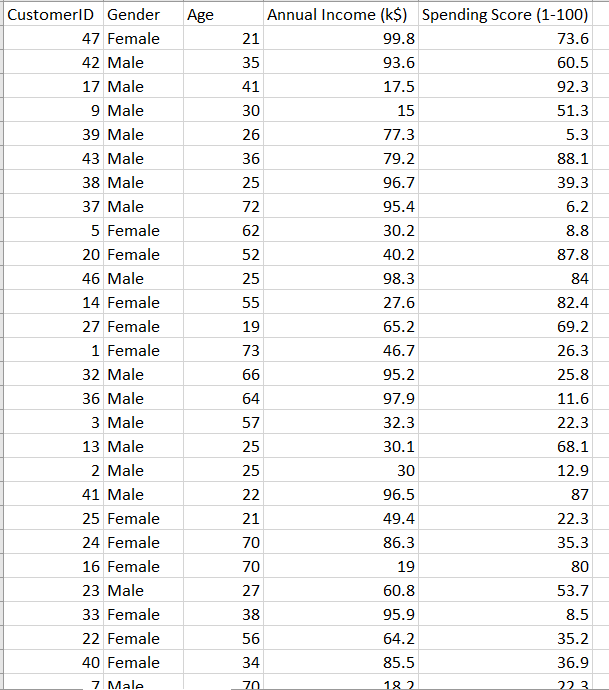 CustomerID Gender Age Annual Income (k$) Spending Score (1-100)
47 Female 21 99.8 73.6
42 Male 35 93.6 60.5
17 Male 41 17.5 92.3
9 Male 30 15 51.3
39 Male 26 77.3 5.3
43 Male 36 79.2 88.1
38 Male 25 96.7 39.3
37 Male 72 95.4 6.2
5 Female 62 30.2 8.8
20 Female 52 40.2 87.8
46 Male 25 98.3 84
14 Female 55 27.6 82.4
27 Female 19 65.2 69.2
1 Female 73 46.7 26.3
32 Male 66 95.2 25.8
36 Male 64 97.9 11.6
3 Male 57 32.3 22.3
13 Male 25 30.1 68.1
2 Male 25 30 12.9
41 Male 22 96.5 87
25 Female 21 49.4 22.3
24 Female 70 86.3 35.3
16 Female 70 19 80
23 Male 27 60.8 53.7
33 Female 38 95.9 8.5
22 Female 56 64.2 35.2
40 Female 34 85.5 36.9
7 Male 70 18.2 22.3